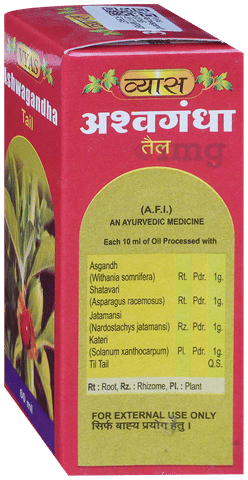 व्यास
Ashwagandha
Tail
60 ml
व्यास
अश्वगंधा
तैल
(A.F.I.)
AN AYURVEDIC MEDICINE
Each 10 ml of Oil Processed with
Asgandh
(Withania somnifera) Rt. Pdr. 1g.
Shatavari
(Asparagus racemosus) Rt. Pdr. 1g.
Jatamansi
(Nardostachys jatamansi) Rz. Pdr. 1g.
Kateri
(Solanum xanthocarpum) Pl. Pdr. 1g.
Til Tail Q.S.
Rt : Root, Rz. : Rhizome, Pl. : Plant
FOR EXTERNAL USE ONLY
सिर्फ बाह्य प्रयोग हेतु।